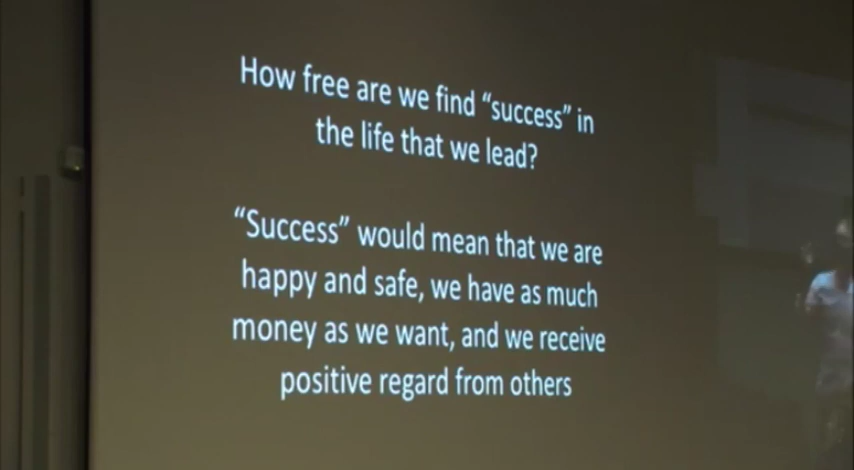 How free are we find “success” in
the life that we lead?
“Success” would mean that we are
happy and safe, we have as much
money as we want, and we receive
positive regard from others